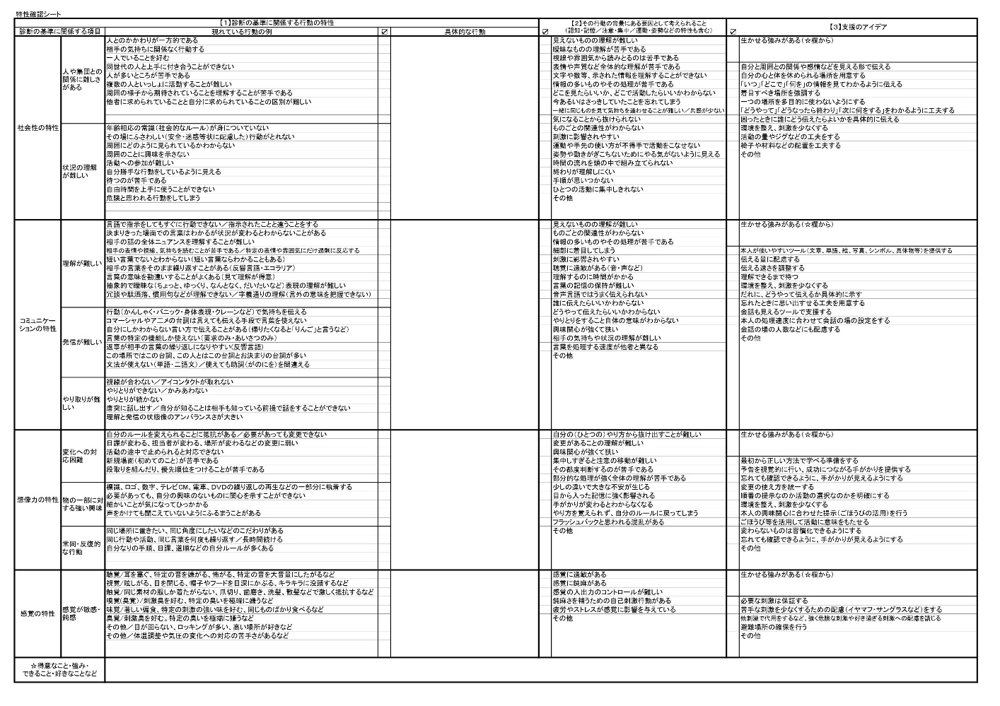 特性確認シート
【1】診断の基準に関係する行動の特性
【2】その行動の背景にある要因として考えられること
（認知・記憶／注意・集中／運動・姿勢などの特性も含む）
【3】支援のアイデア
診断の基準に関係する項目
現れている行動の例
☑
具体的な行動
☑
☑
社会性の特性
人や集団との
関係に難しさ
がある
人とのかかわりが一方的である
相手の気持ちに関係なく行動する
一人でいることを好む
同世代の人と上手に付き合うことができない
人が多いところが苦手である
複数の人といっしょに活動することが難しい
周囲の様子から期待されていることを理解することが苦手である
他者に求められていることと自分に求められていることの区別が難しい
状況の理解
が難しい
年齢相応の常識（社会的なルール）が身についていない
その場にふさわしい（安全・迷惑等状に配慮した）行動がとれない
周囲にどのように見られているかわからない
周囲のことに興味を示さない
活動への参加が難しい
自分勝手な行動をしているように見える
待つのが苦手である
自由時間を上手に使うことができない
危険と思われる行動をしてしまう
見えないものの理解が難しい
曖昧なものの理解が苦手である
視線や雰囲気から読みとるのは苦手である
表情や声質など全体的な理解が苦手である
文字や数等、示された情報を理解することができない
情報の多いものやその処理が苦手である
どこを見たらいいか、どこで活動したらいいかわからない
今あるいはさっきしていたことを忘れてしまう
一緒に同じものを見て気持ちを通わせることが難しい／共感が少ない
気になることから抜けられない
ものごとの関連性がわからない
刺激に影響されやすい
運動や手先の使い方が不得手で活動をこなせない
姿勢や動きがぎこちないためにやる気がないように見える
時間の流れを頭の中で組み立てられない
終わりが理解しにくい
手順が思いつかない
ひとつの活動に集中しきれない
その他
生かせる強みがある（☆欄から）
自分と周囲との関係や感情などを見える形で伝える
自分の心と体を休められる場所を用意する
「いつ」「どこで」「何を」の情報を見てわかるように伝える
着目すべき場所を強調する
一つの場所を多目的に使わないようにする
「どうやって」「どうなったら終わり」「次に何をする」をわかるように工夫する
困ったときに誰にどう伝えたらよいかを具体的に伝える
環境を整え、刺激を少なくする
活動の量やジグなどの工夫をする
椅子や材料などの配置を工夫する
その他
コミュニケー
ションの特性
理解が難しい
言語で指示をしてもすぐに行動できない／指示されたことと違うことをする
決まりきった場面での言葉はわかるが状況が変わるとわからないことがある
相手の話の全体ニュアンスを理解することが難しい
相手の表情や視線、気持ちを読むことが苦手である／特定の表情や雰囲気にだけ過剰に反応する
短い言葉でないとわからない（短い言葉ならわかることもある）
相手の言葉をそのまま繰り返すことがある（反響言語・エコラリア）
言葉の意味を勘違いすることがよくある（見て理解が得意）
抽象的で曖昧な（ちょっと、ゆっくり、なんとなく、だいたいなど）表現の理解が難しい
冗談や駄洒落、慣用句などが理解できない／字義通りの理解（言外の意味を把握できない）
発信が難しい
行動（かんしゃく・パニック・身体表現・クレーンなど）で気持ちを伝える
コマーシャルやアニメの台詞は言えても伝える手段で言葉を使えない
自分にしかわからない言い方で伝えることがある（帰りたくなると「りんご」と言うなど）
言葉の特定の機能しか使えない（要求のみ・あいさつのみ）
返事が相手の言葉の繰り返しになりやすい（反響言語）
この場所ではこの台詞、この人とはこの台詞とお決まりの台詞が多い
文法が使えない（単語・二語文）／使えても助詞（がのにを）を間違える
やり取りが難
しい
視線が合わない／アイコンタクトが取れない
やりとりができない／かみあわない
やりとりが続かない
唐突に話し出す／自分が知ることは相手も知っている前提で話をすることができない
理解と発信の状態像のアンバランスさが大きい
見えないものの理解が難しい
ものごとの関連性がわからない
情報の多いものやその処理が苦手である
細部に着目してしまう
刺激に影響されやすい
聴覚に過敏がある（音・声など）
理解するのに時間がかかる
言葉の記憶の保持が難しい
音声言語ではうまく伝えられない
誰に伝えたらいいかわからない
どうやって伝えたらいいかわからない
やりとりをすること自体の意味がわからない
興味関心が強くて狭い
相手の気持ちや状況の理解が難しい
言葉を処理する速度が他者と異なる
その他
生かせる強みがある（☆欄から）
本人が使いやすいツール（文章、単語、絵、写真、シンボル、具体物等）を提供する
伝える量に配慮する
伝える速さを調整する
理解できるまで待つ
環境を整え、刺激を少なくする
だれに、どうやって伝えるか具体的に示す
忘れたときに思い出せる工夫を用意する
会話も見えるツールで支援する
本人の処理速度に合わせて会話の場の設定をする
会話の場の人数などにも配慮する
その他
想像力の特性
変化への対
応困難
自分のルールを変えられることに抵抗がある／必要があっても変更できない
日課が変わる、担当者が変わる、場所が変わるなどの変更に弱い
活動の途中で止められると対応できない
新規場面（初めてのこと）が苦手である
段取りを組んだり、優先順位をつけることが苦手である
物の一部に対
する強い興味
標識、ロゴ、数字、テレビCM、電車、DVDの繰り返しの再生などの一部分に執着する
必要があっても、自分の興味のないものに関心を示すことができない
細かいことが気になってひっかかる
声をかけても聞こえていないようにふるまうことがある
常同・反復的
な行動
同じ場所に置きたい、同じ角度にしたいなどのこだわりがある
同じ行動や活動、同じ言葉を何度も繰り返す／長時間続ける
自分なりの手順、日課、道順などの自分ルールが多くある
自分の（ひとつの）やり方から抜け出すことが難しい
変更があることの理解が難しい
興味関心が強くて狭い
集中しすぎると注意の移動が難しい
その都度判断するのが苦手である
部分的な処理が強く全体の理解が苦手である
少しの違いで大きな不安が生じる
目から入った記憶に強く影響される
手がかりが変わるとわからなくなる
やり方を覚えられず、自分のルールに戻ってしまう
フラッシュバックと思われる混乱がある
その他
生かせる強みがある（☆欄から）
最初から正しい方法で学べる準備をする
予告を視覚的に行い、成功につながる手がかりを提供する
忘れても確認できるように、手がかりが見えるようにする
変更の使え方を統一する
順番の提示なのか活動の選択なのかを明確にする
環境を整え、刺激を少なくする
本人の興味関心に合わせた提示（ごほうびの活用）を行う
ごほうび等を活用して活動に意味をもたせる
変わらないものは習慣化できるようにする
忘れても確認できるように、手がかりが見えるようにする
その他
感覚の特性
感覚が敏感・
鈍感
聴覚／耳を塞ぐ、特定の音を嫌がる、怖がる、特定の音を大音量にしたがるなど
視覚／眩しがる、目を閉じる、帽子やフードを目深にかぶる、キラキラに没頭するなど
触覚／同じ素材の服しか着たがらない、爪切り、歯磨き、洗髪、散髪などで激しく抵抗するなど
嗅覚（臭覚）／刺激臭を好む、特定の臭いを極端に嫌うなど
味覚／著しい偏食、特定の刺激の強い味を好む、同じものばかり食べるなど
臭覚／刺激臭を好む。特定の臭いを極端に嫌うなど
その他／目が回らない、ロッキングが多い、高い場所が好きなど
その他／体温調整や気圧の変化への対応の苦手さがあるなど
感覚に過敏がある
感覚に鈍麻がある
感覚の入出力のコントロールが難しい
鈍麻さを補うための自己刺激行動がある
疲労やストレスが感覚に影響を与えている
その他
生かせる強みがある（☆欄から）
必要な刺激は保証する
苦手な刺激を少なくするための配慮（イヤマフ・サングラスなど）をする
他刺激で代用をするなど、強く危険な刺激や好き過ぎる刺激への配慮を講じる
避難場所の確保を行う
その他
☆得意なこと・強み・
できること・好きなことなど